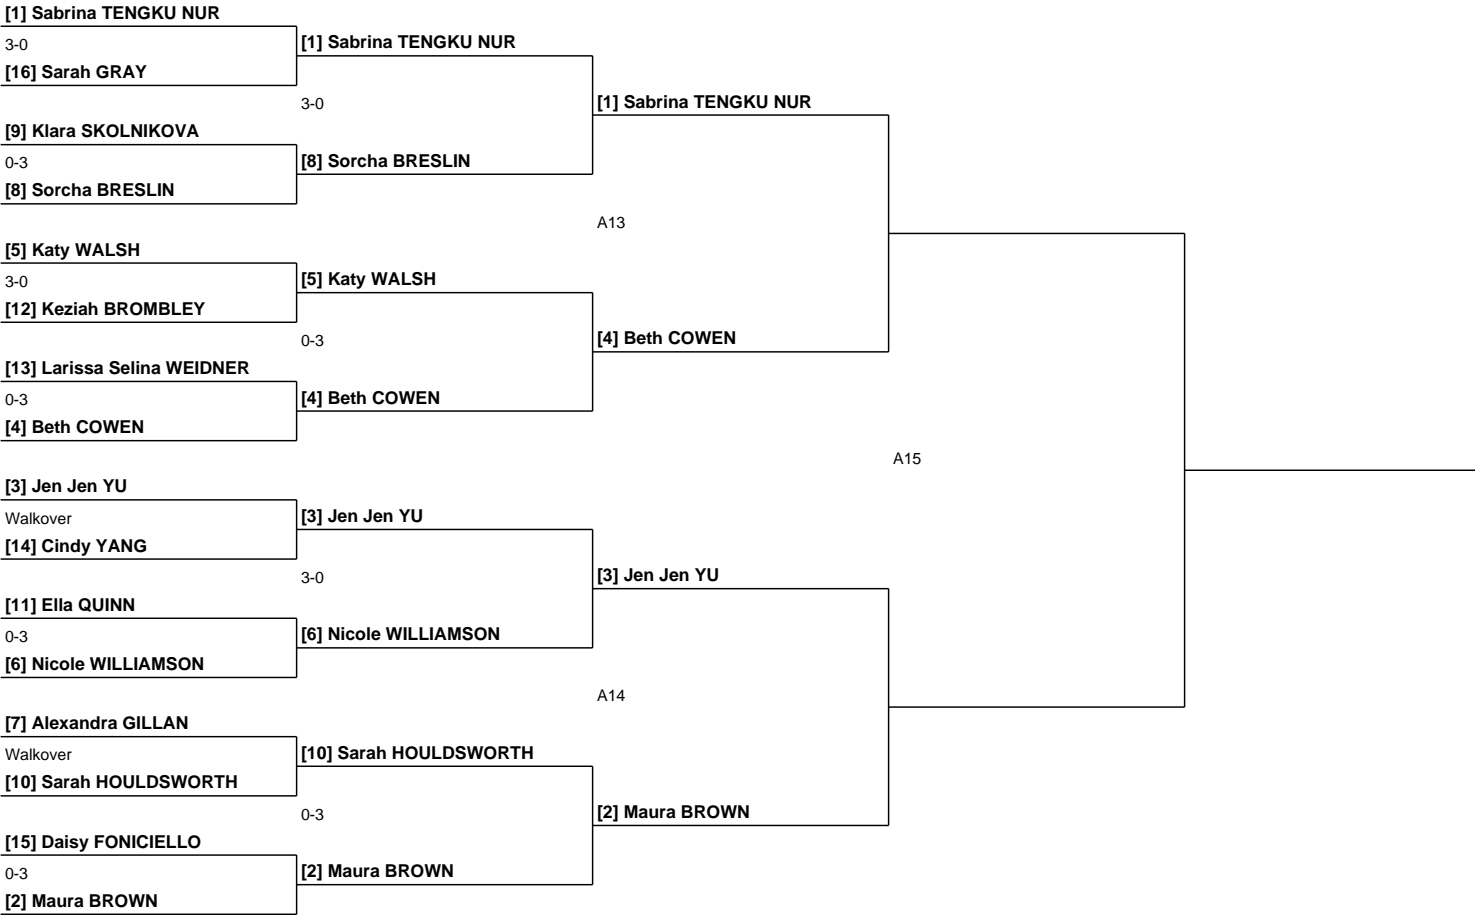 [1] Sabrina TENGKU NUR
3-0
[16] Sarah GRAY
[9] Klara SKOLNIKOVA
0-3
[8] Sorcha BRESLIN
[5] Katy WALSH
3-0
[12] Keziah BROMBLEY
[13] Larissa Selina WEIDNER
0-3
[4] Beth COWEN
[3] Jen Jen YU
Walkover
[14] Cindy YANG
[11] Ella QUINN
0-3
[6] Nicole WILLIAMSON
[7] Alexandra GILLAN
Walkover
[10] Sarah HOULDSWORTH
[15] Daisy FONICIELLO
0-3
[2] Maura BROWN
[1] Sabrina TENGKU NUR
3-0
[8] Sorcha BRESLIN
[5] Katy WALSH
0-3
[4] Beth COWEN
[3] Jen Jen YU
3-0
[6] Nicole WILLIAMSON
[10] Sarah HOULDSWORTH
0-3
[2] Maura BROWN
[1] Sabrina TENGKU NUR
A13
[4] Beth COWEN
[3] Jen Jen YU
A14
[2] Maura BROWN
A15